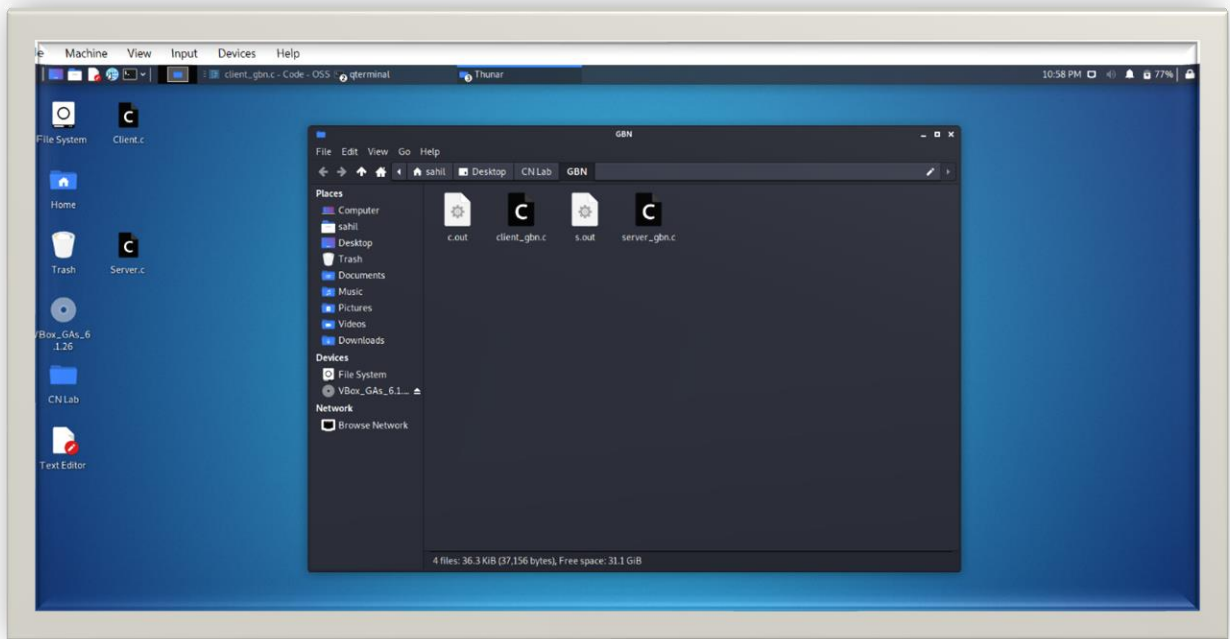 le Machine View Input Devices Help
client_gbn.c - Code - OSS 2 qterminal 3 Thunar 10:58 PM 77%
File System
Client.c
Home
Trash
Server.c
VBox_GAs_6
.1.26
CN Lab
Text Editor
GBN
File Edit View Go Help
sahil Desktop CN Lab GBN
Places
Computer
sahil
Desktop
Trash
Documents
Music
Pictures
Videos
Downloads
Devices
File System
VBox_GAs_6.1...
Network
Browse Network
c.out client_gbn.c s.out server_gbn.c
4 files: 36.3 KiB (37,156 bytes), Free space: 31.1 GiB